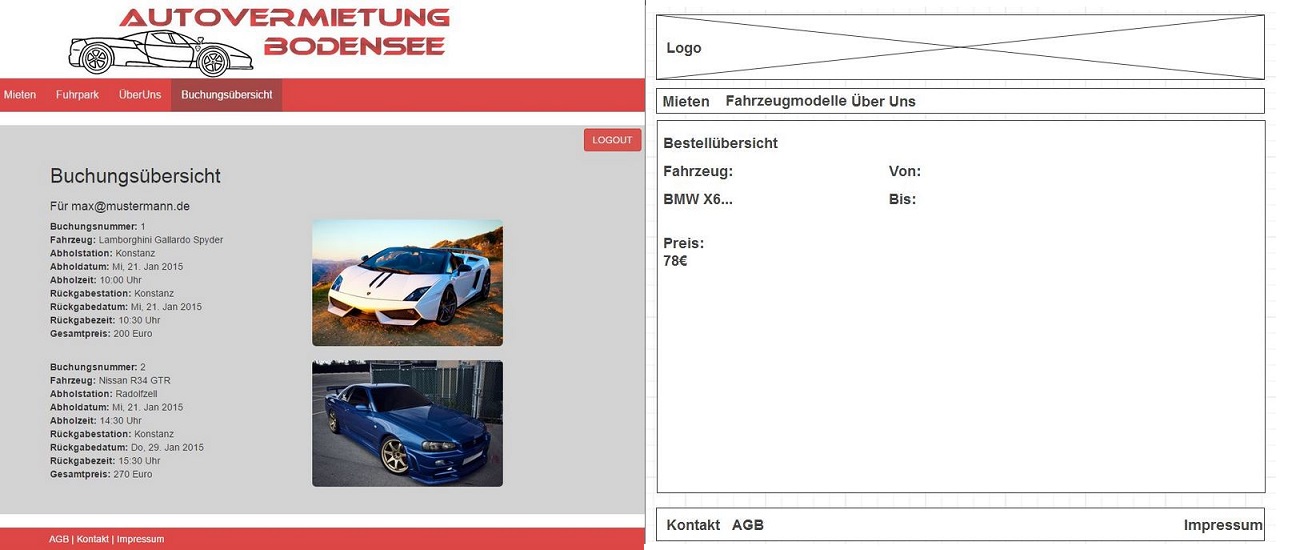 AUTOVERMIETUNG
BODENSEE
Mieten Fuhrpark ÜberUns Buchungsübersicht
LOGOUT
Buchungsübersicht
Für max@mustermann.de
Buchungsnummer: 1
Fahrzeug: Lamborghini Gallardo Spyder
Abholstation: Konstanz
Abholdatum: Mi, 21. Jan 2015
Abholzeit: 10:00 Uhr
Rückgabestation: Konstanz
Rückgabedatum: Mi, 21. Jan 2015
Rückgabezeit: 10:30 Uhr
Gesamtpreis: 200 Euro
Buchungsnummer: 2
Fahrzeug: Nissan R34 GTR
Abholstation: Radolfzell
Abholdatum: Mi, 21. Jan 2015
Abholzeit: 14:30 Uhr
Rückgabestation: Konstanz
Rückgabedatum: Do, 29. Jan 2015
Rückgabezeit: 15:30 Uhr
Gesamtpreis: 270 Euro
AGB | Kontakt | Impressum
Logo
Mieten Fahrzeugmodelle Über Uns
Bestellübersicht
Fahrzeug: Von:
BMW X6... Bis:
Preis:
78€
Kontakt AGB Impressum